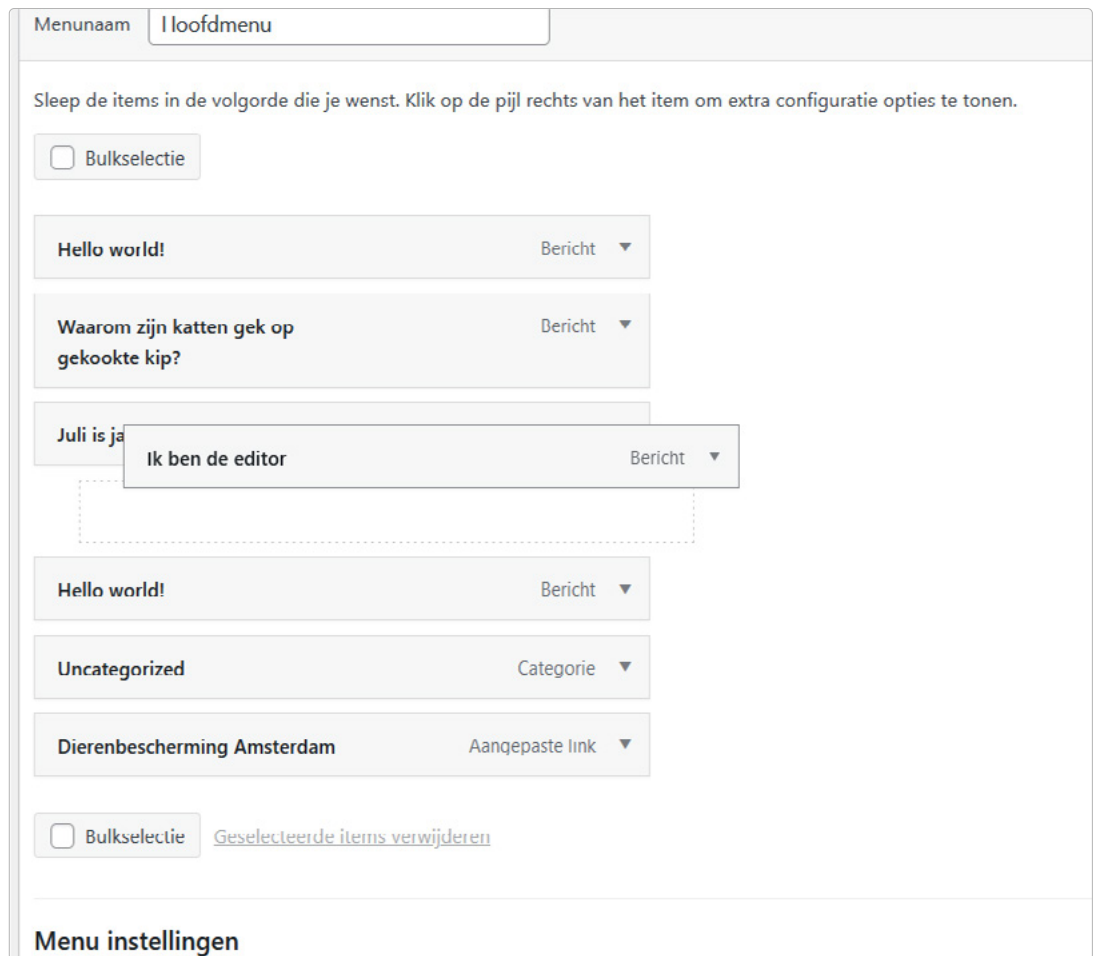 Menunaam Hoofdmenu
Sleep de items in de volgorde die je wenst. Klik op de pijl rechts van het item om extra configuratie opties te tonen.
Bulkselectie
Hello world! Bericht
Waarom zijn katten gek op Bericht
gekookte kip?
Juli is ja
Ik ben de editor Bericht
Hello world! Bericht
Uncategorized Categorie
Dierenbescherming Amsterdam Aangepaste link
Bulkselectie Geselecteerde items verwijderen
Menu instellingen